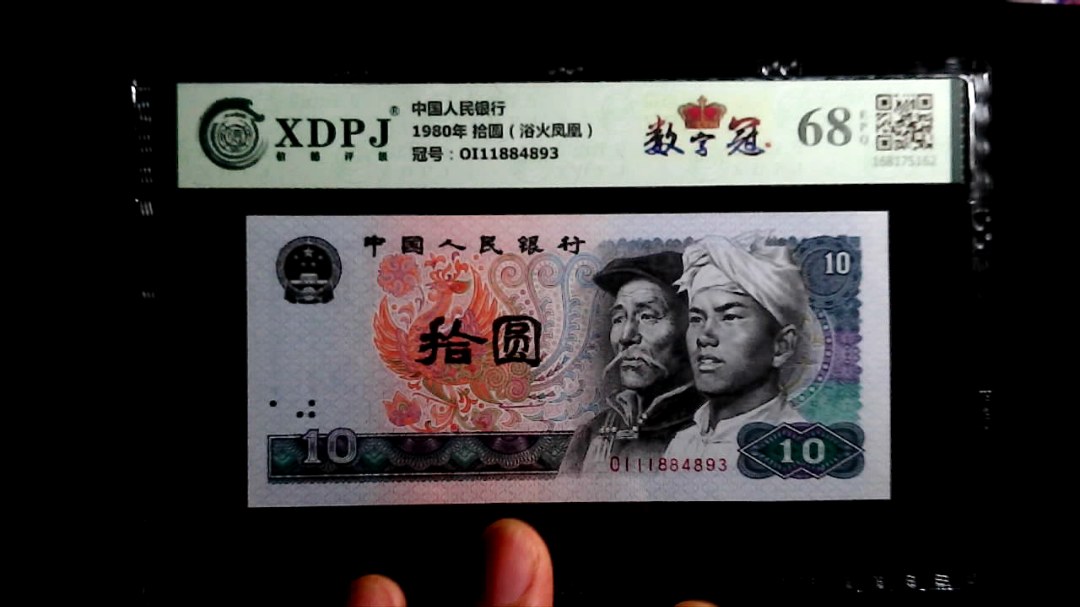 XDPJ®
中国人民银行
1980年 拾圆（浴火凤凰）
冠号：OI11884893
数字冠
68
EPQ
168175162
中国人民银行
10
拾圆
10
OI11884893
10